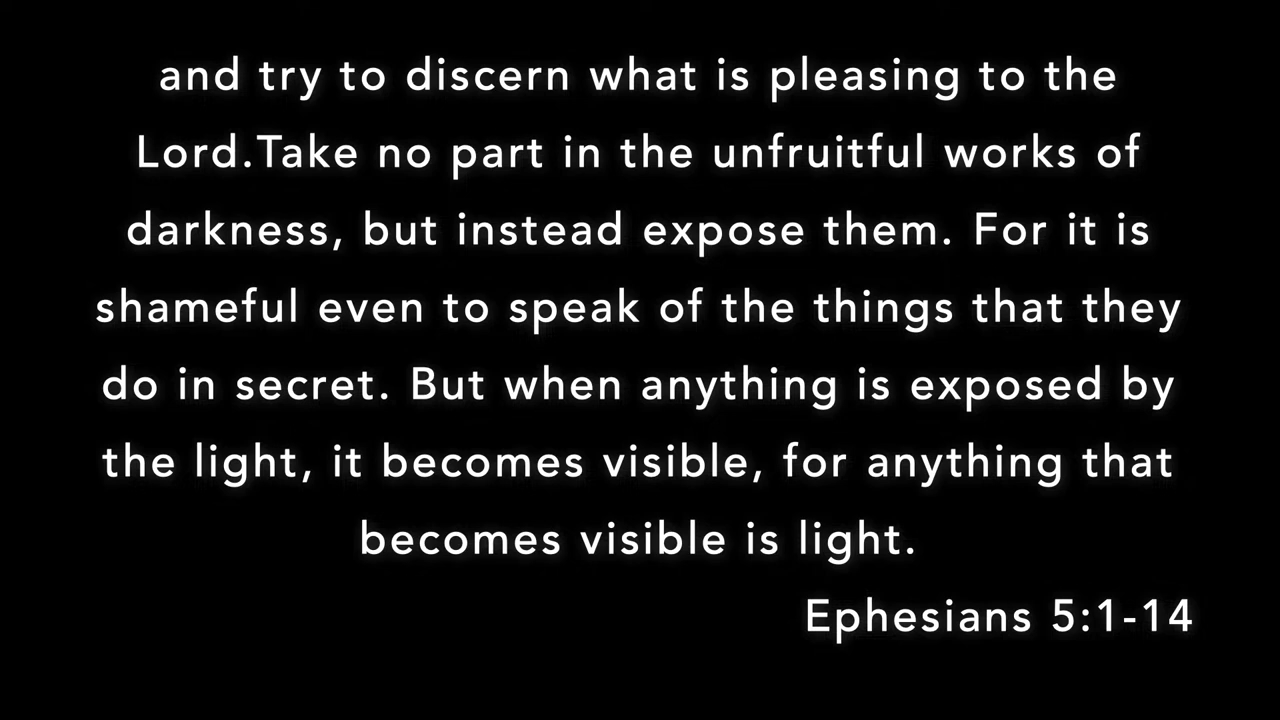 and try to discern what is pleasing to the
Lord.Take no part in the unfruitful works of
darkness, but instead expose them. For it is
shameful even to speak of the things that they
do in secret. But when anything is exposed by
the light, it becomes visible, for anything that
becomes visible is light.
Ephesians 5:1-14